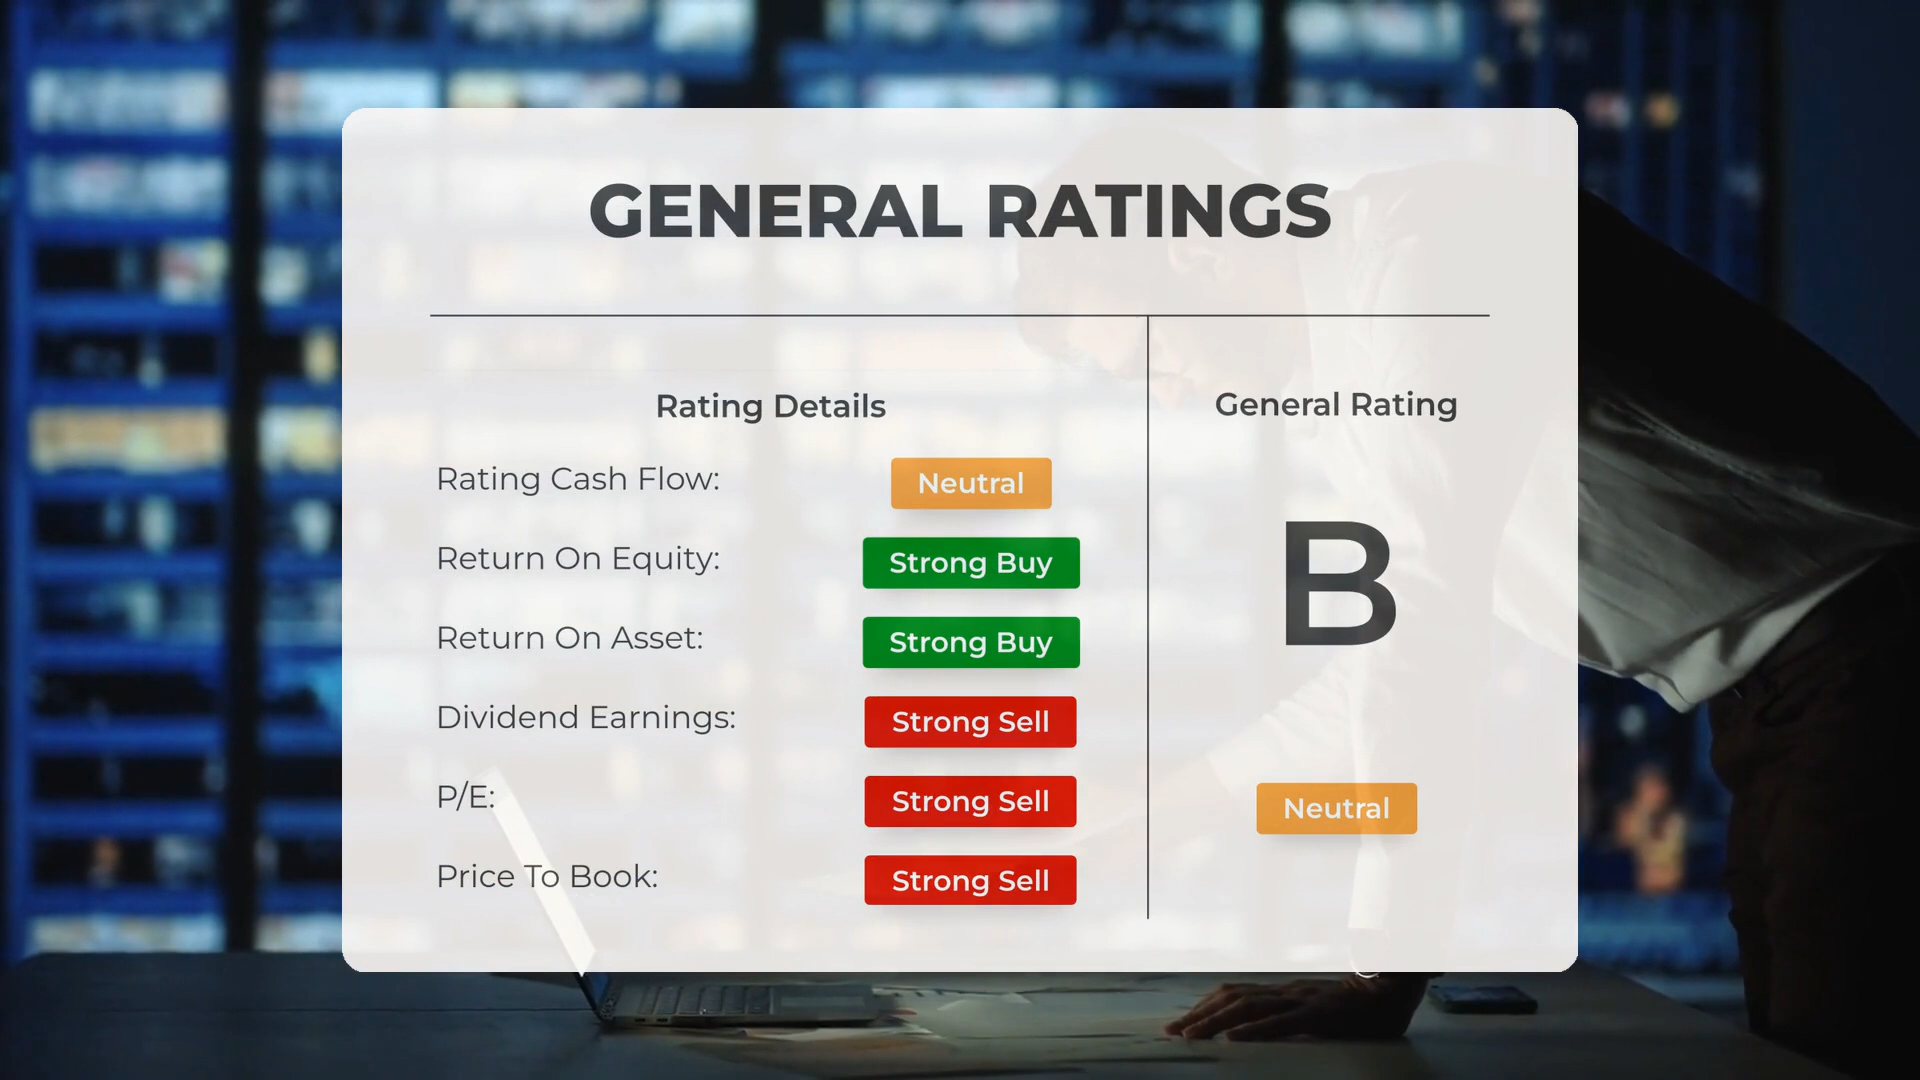 GENERAL RATINGS
Rating Details
Rating Cash Flow: Neutral
Return On Equity: Strong Buy
Return On Asset: Strong Buy
Dividend Earnings: Strong Sell
P/E: Strong Sell
Price To Book: Strong Sell
General Rating
B
Neutral